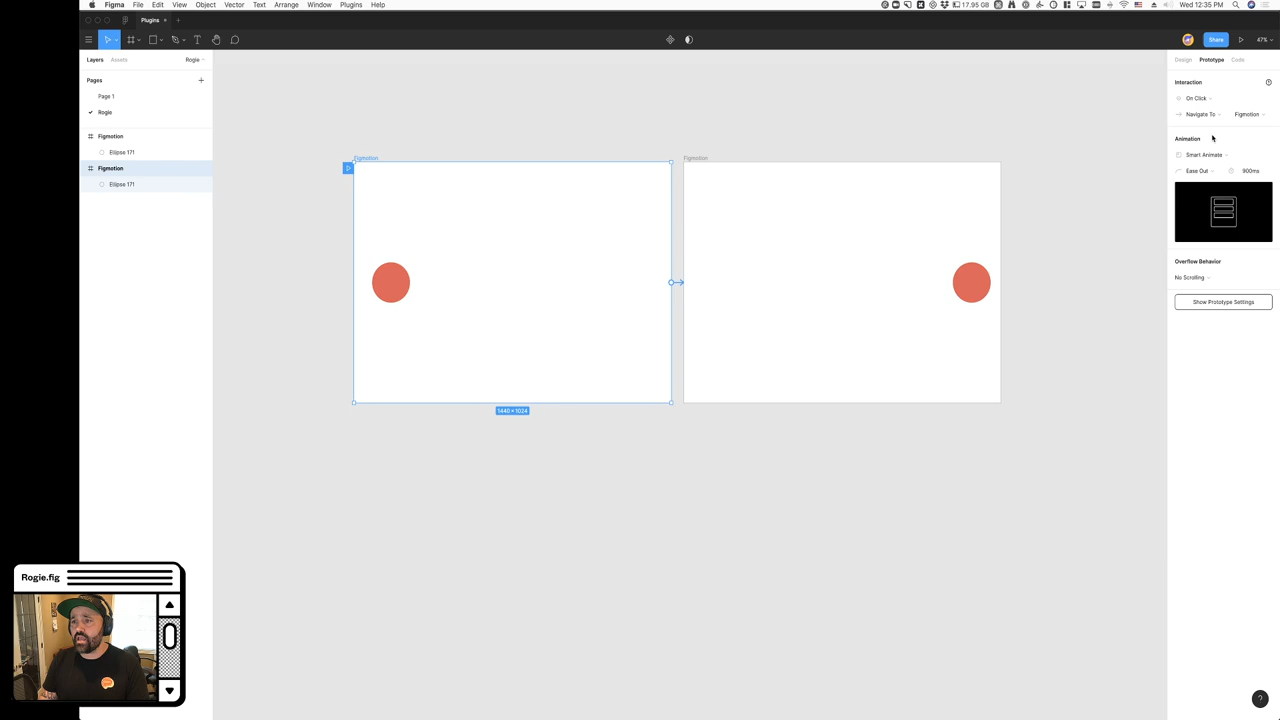 Figma File Edit View Object Vector Text Arrange Window Plugins Help 17.95 GB Wed 12:35 PM
Plugins
Share 47%
Layers Assets Rogie
Design Prototype Code
Pages
Page 1
Rogie
Figmotion
Ellipse 171
Figmotion
Ellipse 171
Figmotion
Figmotion
1440 × 1024
Interaction
On Click
Navigate To Figmotion
Animation
Smart Animate
Ease Out 900ms
Overflow Behavior
No Scrolling
Show Prototype Settings
Rogie.fig
?